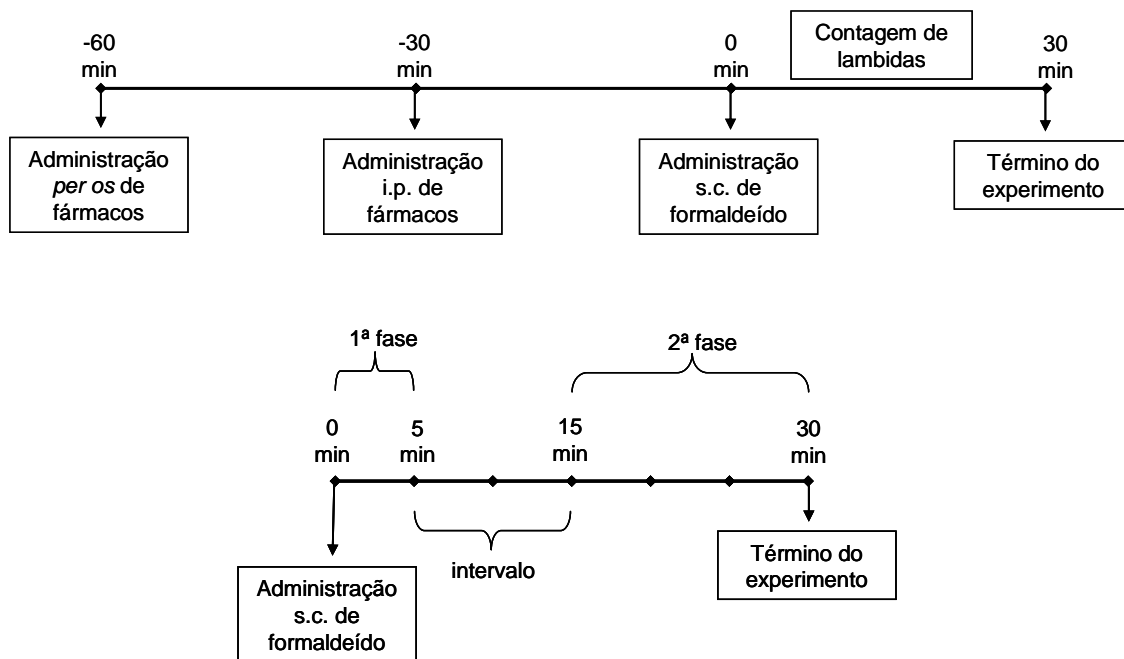 -60
min
-30
min
0
min
Contagem de
lambidas
30
min
Administração
per os de
fármacos
Administração
i.p. de
fármacos
Administração
s.c. de
formaldeído
Término do
experimento
1ª fase
2ª fase
0
min
5
min
15
min
30
min
intervalo
Administração
s.c. de
formaldeído
Término do
experimento